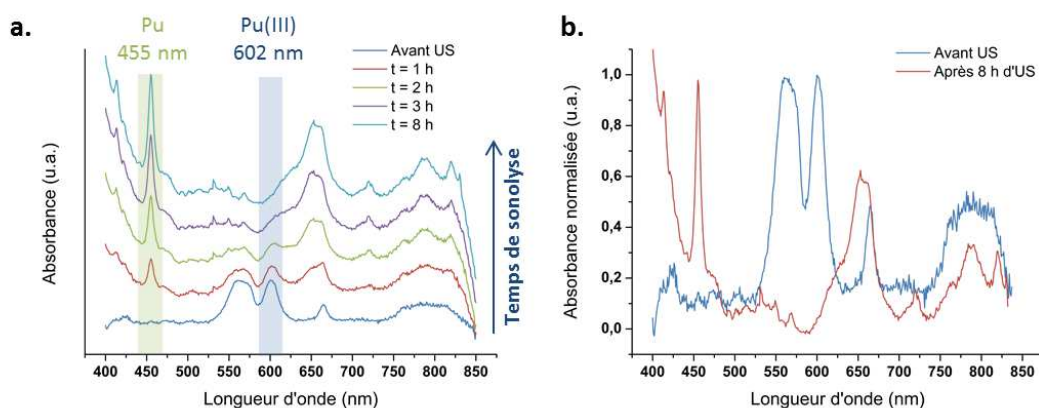 a.
Pu
455 nm
Pu(III)
602 nm
Avant US
t = 1 h
t = 2 h
t = 3 h
t = 8 h
Absorbance (u.a.)
Temps de sonolyse
400 450 500 550 600 650 700 750 800 850
Longueur d'onde (nm)
b.
Avant US
Après 8 h d'US
Absorbance normalisée (u.a.)
1,0
0,8
0,6
0,4
0,2
0,0
400 450 500 550 600 650 700 750 800 850
Longueur d'onde (nm)